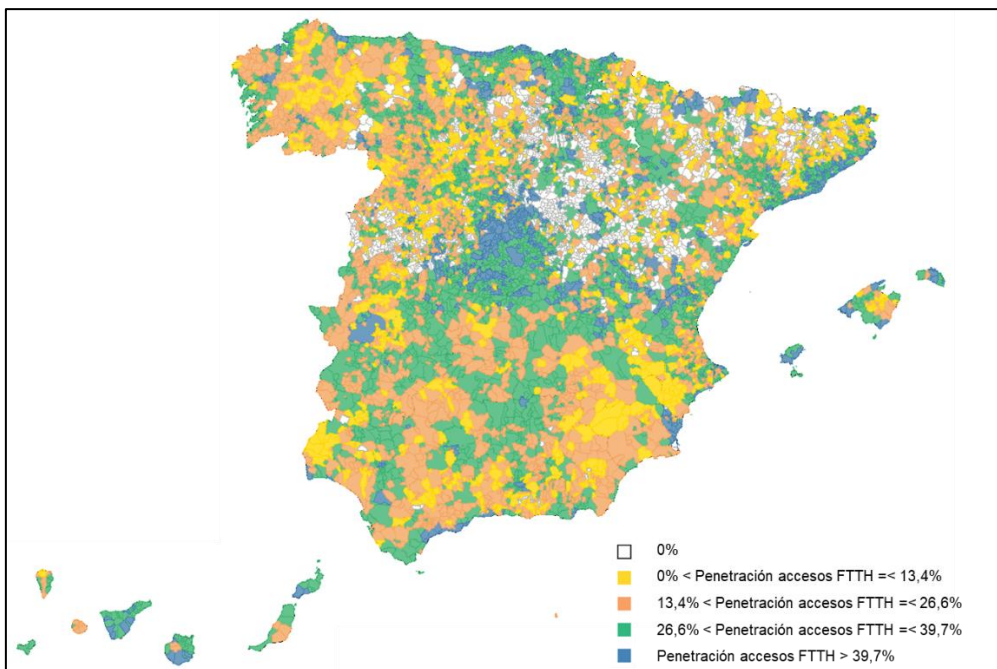 0%
0% < Penetración accesos FTTH =< 13,4%
13,4% < Penetración accesos FTTH =< 26,6%
26,6% < Penetración accesos FTTH =< 39,7%
Penetración accesos FTTH > 39,7%